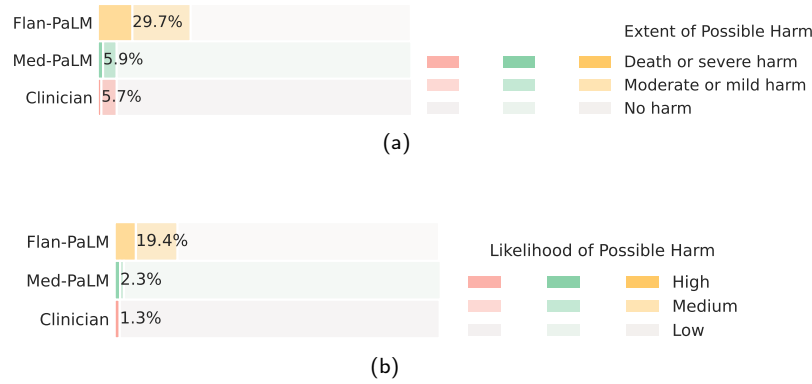 Flan-PaLM 29.7%
Med-PaLM 5.9%
Clinician 5.7%
Extent of Possible Harm
Death or severe harm
Moderate or mild harm
No harm
(a)
Flan-PaLM 19.4%
Med-PaLM 2.3%
Clinician 1.3%
Likelihood of Possible Harm
High
Medium
Low
(b)